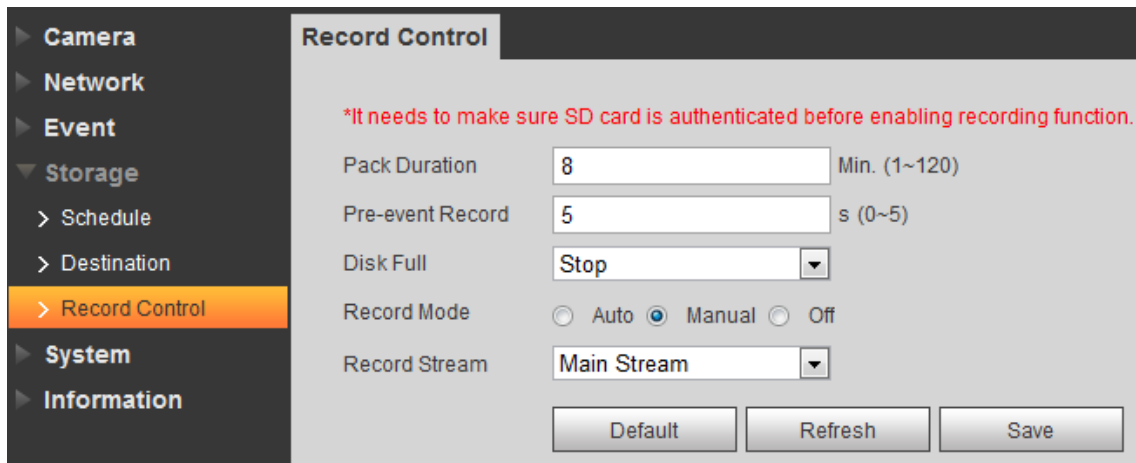 Camera
Network
Event
Storage
Schedule
Destination
Record Control
System
Information
Record Control
*It needs to make sure SD card is authenticated before enabling recording function.
Pack Duration 8 Min. (1~120)
Pre-event Record 5 s (0~5)
Disk Full Stop
Record Mode Auto Manual Off
Record Stream Main Stream
Default Refresh Save